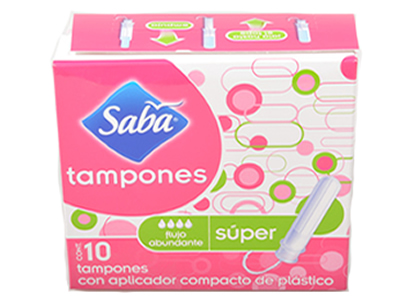 Saba
tampones
flujo
abundante
súper
cont. 10
tampones
con aplicador compacto de plástico